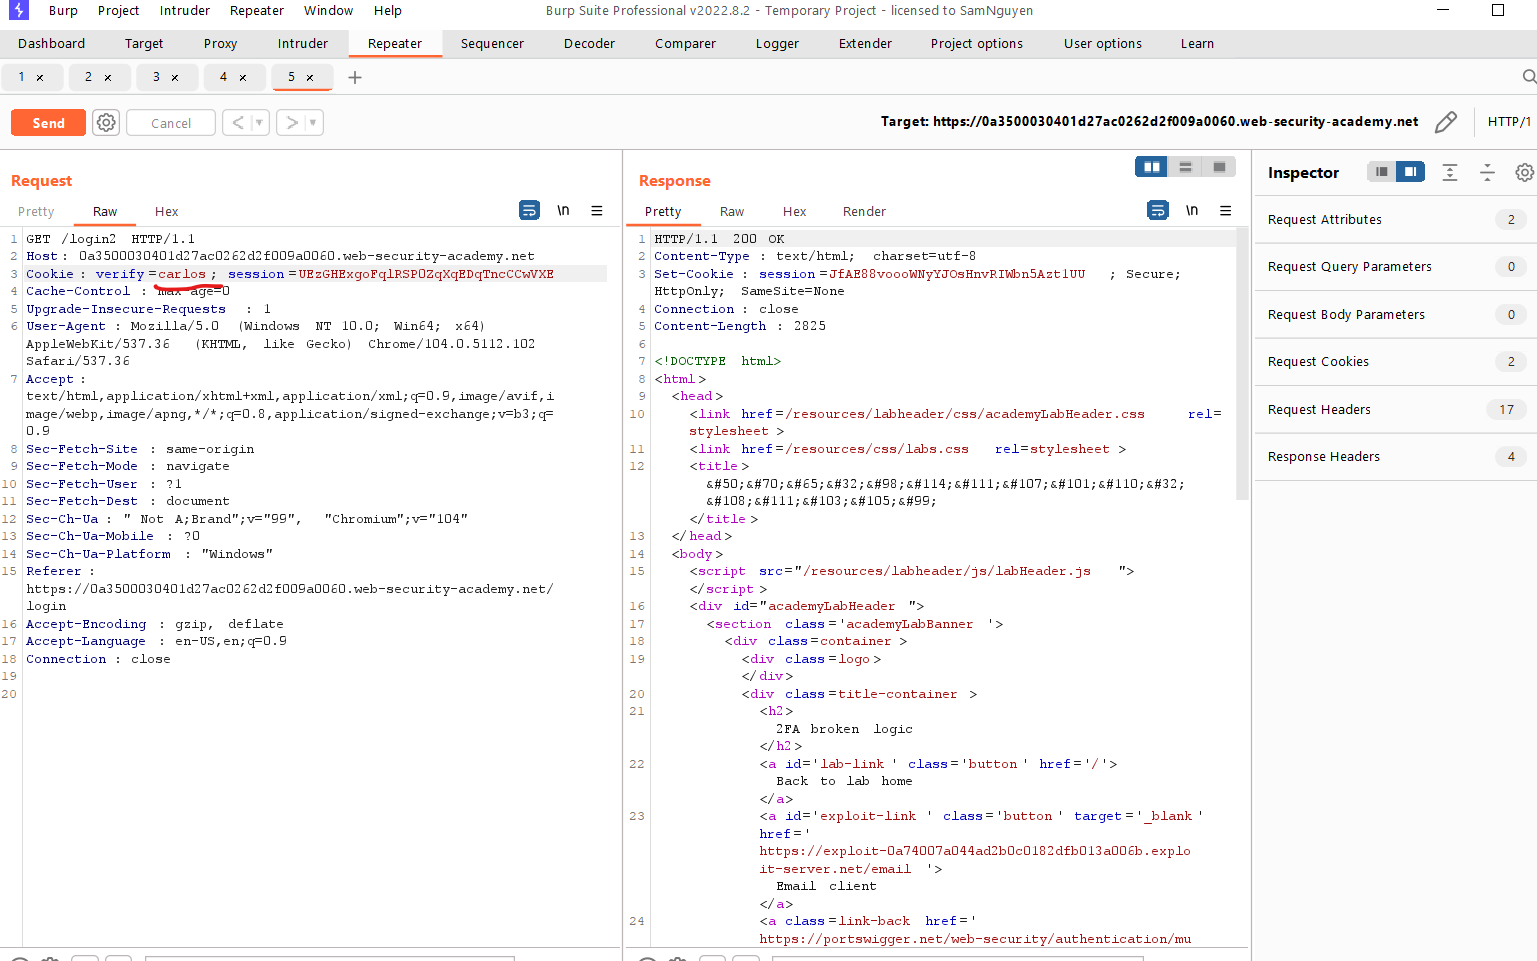 Burp Project Intruder Repeater Window Help Burp Suite Professional v2022.8.2 - Temporary Project - licensed to SamNguyen
Dashboard Target Proxy Intruder Repeater Sequencer Decoder Comparer Logger Extender Project options User options Learn
1 × 2 × 3 × 4 × 5 × +
Send Cancel < > Target: https://0a3500030401d27ac0262d2f009a0060.web-security-academy.net HTTP/1
Request
Pretty Raw Hex \n
1 GET /login2 HTTP/1.1
2 Host: 0a3500030401d27ac0262d2f009a0060.web-security-academy.net
3 Cookie: verify=carlos; session=UEzGHExgoFqlRSP0ZqXqEDqTncCCwVXE
4 Cache-Control: max-age=0
5 Upgrade-Insecure-Requests: 1
6 User-Agent: Mozilla/5.0 (Windows NT 10.0; Win64; x64)
AppleWebKit/537.36 (KHTML, like Gecko) Chrome/104.0.5112.102
Safari/537.36
7 Accept:
text/html,application/xhtml+xml,application/xml;q=0.9,image/avif,i
mage/webp,image/apng,*/*;q=0.8,application/signed-exchange;v=b3;q=
0.9
8 Sec-Fetch-Site: same-origin
9 Sec-Fetch-Mode: navigate
10 Sec-Fetch-User: ?1
11 Sec-Fetch-Dest: document
12 Sec-Ch-Ua: " Not A;Brand";v="99", "Chromium";v="104"
13 Sec-Ch-Ua-Mobile: ?0
14 Sec-Ch-Ua-Platform: "Windows"
15 Referer:
https://0a3500030401d27ac0262d2f009a0060.web-security-academy.net/
login
16 Accept-Encoding: gzip, deflate
17 Accept-Language: en-US,en;q=0.9
18 Connection: close
19
20
Response
Pretty Raw Hex Render \n
1 HTTP/1.1 200 OK
2 Content-Type: text/html; charset=utf-8
3 Set-Cookie: session=JfAE88voooWNyYJOsHnvRIWbn5Azt1UU; Secure;
HttpOnly; SameSite=None
4 Connection: close
5 Content-Length: 2825
6
7 <!DOCTYPE html>
8 <html>
9 <head>
10 <link href=/resources/labheader/css/academyLabHeader.css rel=
stylesheet>
11 <link href=/resources/css/labs.css rel=stylesheet>
12 <title>
&#50;&#70;&#65;&#32;&#98;&#114;&#111;&#107;&#101;&#110;&#32;
&#108;&#111;&#103;&#105;&#99;
</title>
13 </head>
14 <body>
15 <script src="/resources/labheader/js/labHeader.js">
</script>
16 <div id="academyLabHeader">
17 <section class='academyLabBanner'>
18 <div class=container>
19 <div class=logo>
</div>
20 <div class=title-container>
21 <h2>
2FA broken logic
</h2>
22 <a id='lab-link' class='button' href='/'>
Back to lab home
</a>
23 <a id='exploit-link' class='button' target='_blank'
href='
https://exploit-0a74007a044ad2b0c0182dfb013a006b.explo
it-server.net/email'>
Email client
</a>
24 <a class=link-back href='
https://portswigger.net/web-security/authentication/mu
Inspector
Request Attributes 2
Request Query Parameters 0
Request Body Parameters 0
Request Cookies 2
Request Headers 17
Response Headers 4